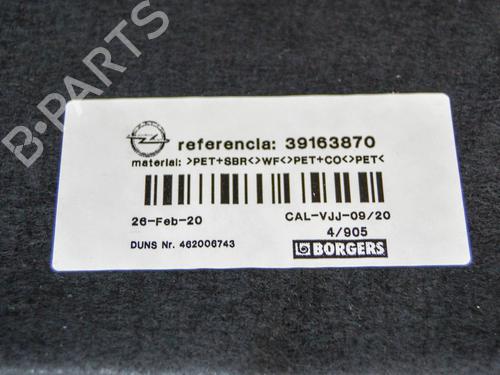 B-PARTS
referencia: 39163870
material: >PET+SBR<>WF<>PET+CO<>PET<
26-Feb-20
CAL-VJJ-09/20
4/905
DUNS Nr. 462006743
BORGERS